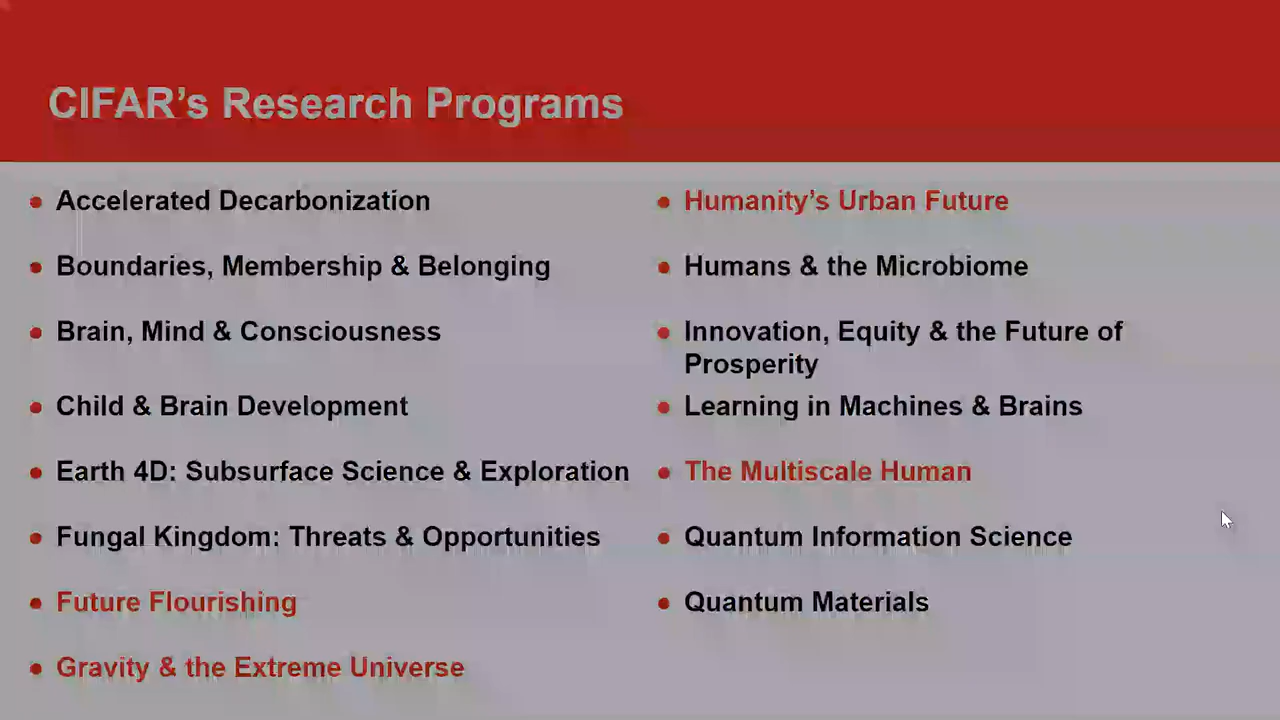 CIFAR’s Research Programs
• Accelerated Decarbonization
• Boundaries, Membership & Belonging
• Brain, Mind & Consciousness
• Child & Brain Development
• Earth 4D: Subsurface Science & Exploration
• Fungal Kingdom: Threats & Opportunities
• Future Flourishing
• Gravity & the Extreme Universe
• Humanity’s Urban Future
• Humans & the Microbiome
• Innovation, Equity & the Future of
Prosperity
• Learning in Machines & Brains
• The Multiscale Human
• Quantum Information Science
• Quantum Materials